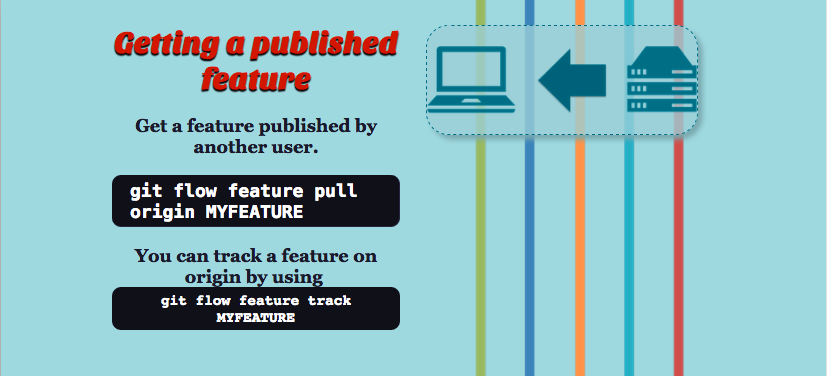 Getting a published
feature
Get a feature published by
another user.
git flow feature pull
origin MYFEATURE
You can track a feature on
origin by using
git flow feature track
MYFEATURE